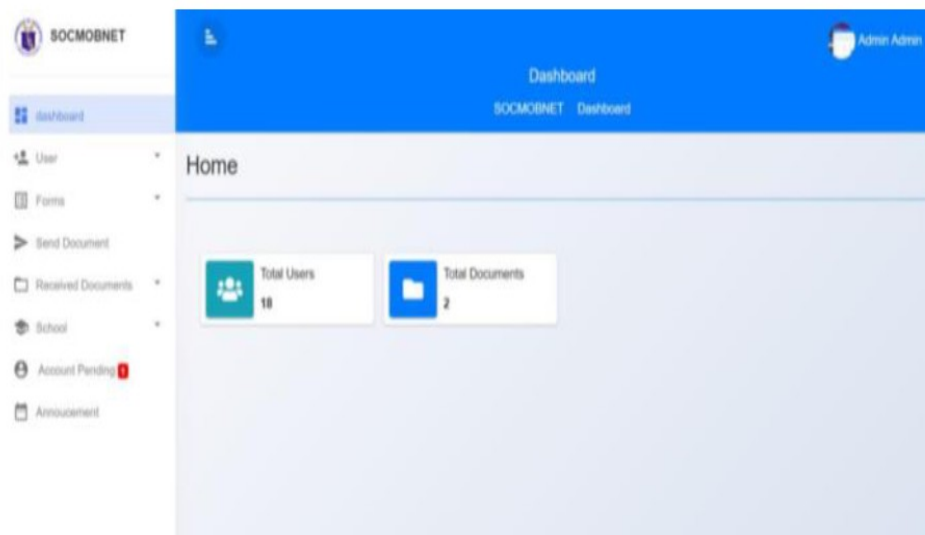 SOCMOBNET
Admin Admin
Dashboard
SOCMOBNET Dashboard
dashboard
User
Forms
Send Document
Received Documents
School
Account Pending 1
Annoucement
Home
Total Users
18
Total Documents
2